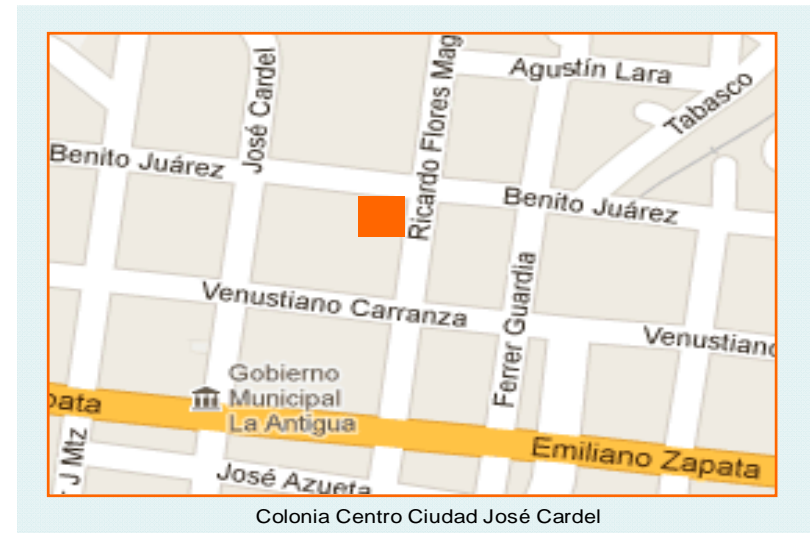 Agustín Lara
Tabasco
José Cardel
Ricardo Flores Mag
Benito Juárez
Benito Juárez
Venustiano Carranza
Ferrer Guardia
Venustiano
Gobierno
Municipal
La Antigua
pata
Emiliano Zapata
J Mtz
José Azueta
Colonia Centro Ciudad José Cardel